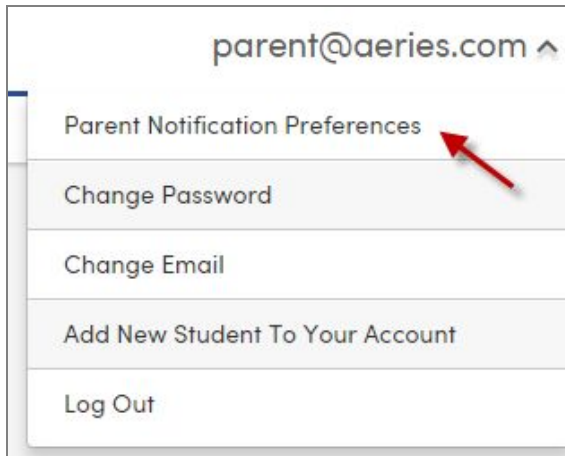 parent@aeries.com
Parent Notification Preferences
Change Password
Change Email
Add New Student To Your Account
Log Out